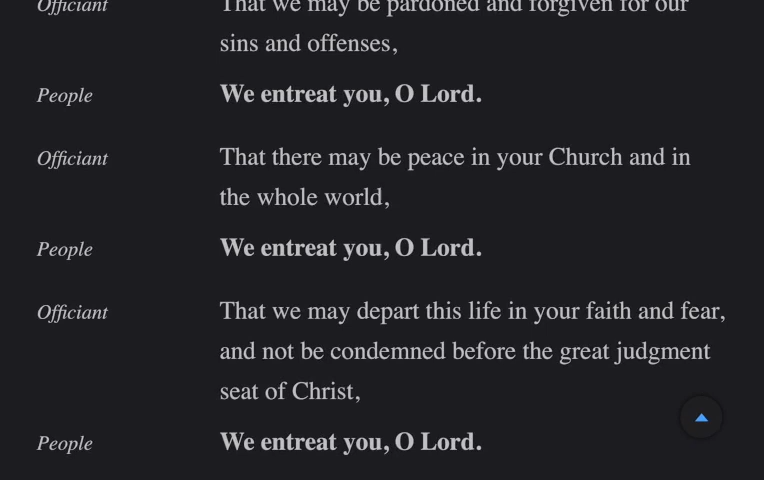 Officiant That we may be pardoned and forgiven for our
sins and offenses,
People We entreat you, O Lord.
Officiant That there may be peace in your Church and in
the whole world,
People We entreat you, O Lord.
Officiant That we may depart this life in your faith and fear,
and not be condemned before the great judgment
seat of Christ,
People We entreat you, O Lord.